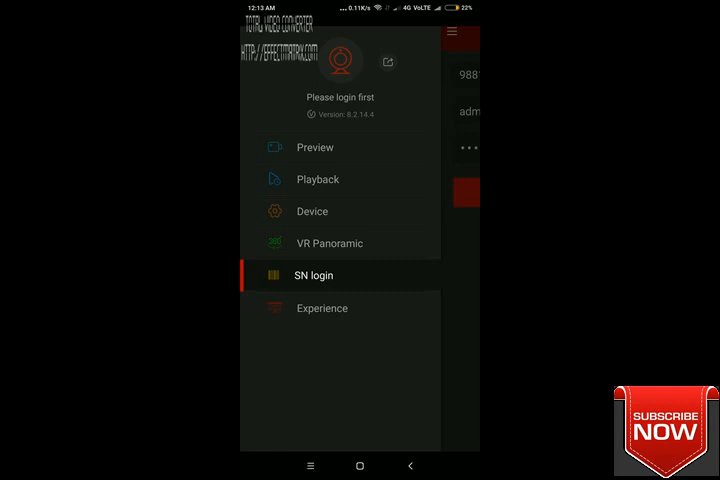 12:13 AM
...0.11K/s
4G VoLTE
22%
TOTAL VIDEO CONVERTER
HTTP://EFFECTMATRIX.COM
Please login first
Version: 8.2.14.4
988
adm
Preview
Playback
Device
360
VR Panoramic
SN login
Experience
SUBSCRIBE
NOW